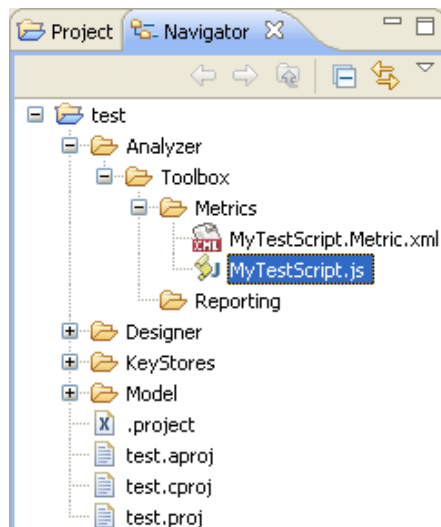 Project Navigator
test
Analyzer
Toolbox
Metrics
MyTestScript.Metric.xml
MyTestScript.js
Reporting
Designer
KeyStores
Model
.project
test.aproj
test.cproj
test.proj